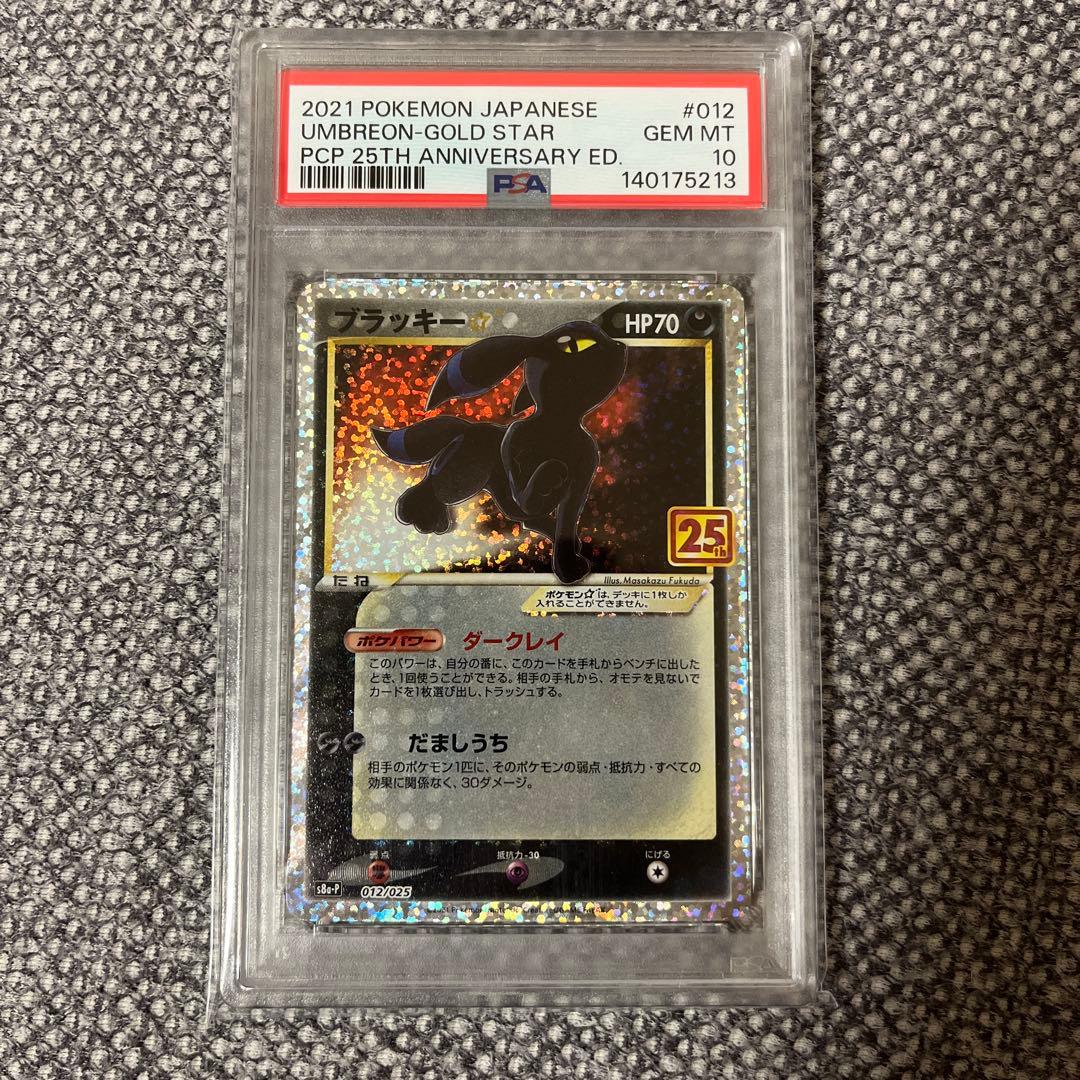 2021 POKEMON JAPANESE #012
UMBREON-GOLD STAR GEM MT
PCP 25TH ANNIVERSARY ED. 10
PSA 140175213
ブラッキー☆ HP70
25th
たね Illus. Masakazu Fukuda
ポケモン☆は、デッキに1枚しか
入れることができません。
ポケパワー ダークレイ
このパワーは、自分の番に、このカードを手札からベンチに出した
とき、1回使うことができる。相手の手札から、オモテを見ないで
カードを1枚選び出し、トラッシュする。
だましうち
相手のポケモン1匹に、そのポケモンの弱点・抵抗力・すべての
効果に関係なく、30ダメージ。
弱点 抵抗力 -30 にげる
s8a-P 012/025